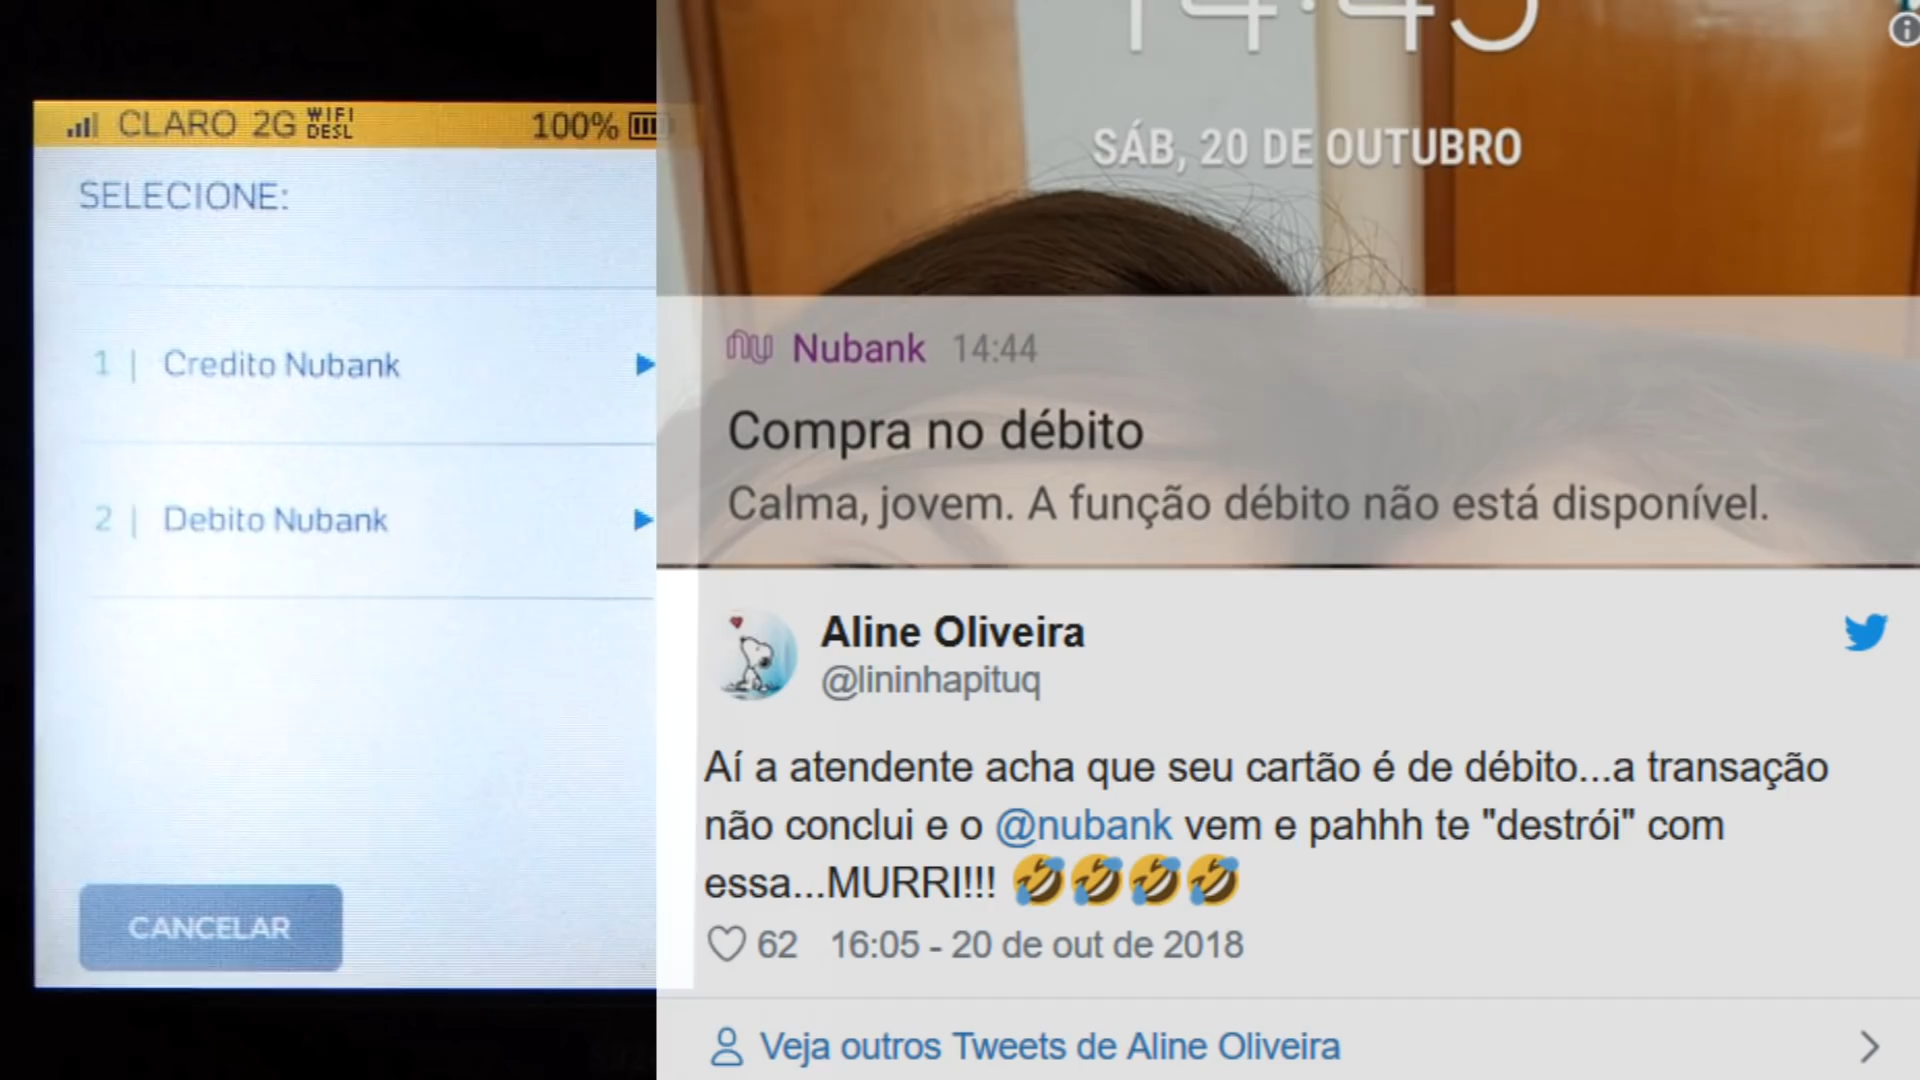 CLARO 2G WIFI DESL 100%
SELECIONE:
1 | Credito Nubank
2 | Debito Nubank
CANCELAR
14:45
SÁB, 20 DE OUTUBRO
nu Nubank 14:44
Compra no débito
Calma, jovem. A função débito não está disponível.
Aline Oliveira
@lininhapituq
Aí a atendente acha que seu cartão é de débito...a transação
não conclui e o @nubank vem e pahhh te "destrói" com
essa...MURRI!!! 🤣🤣🤣🤣
62 16:05 - 20 de out de 2018
Veja outros Tweets de Aline Oliveira